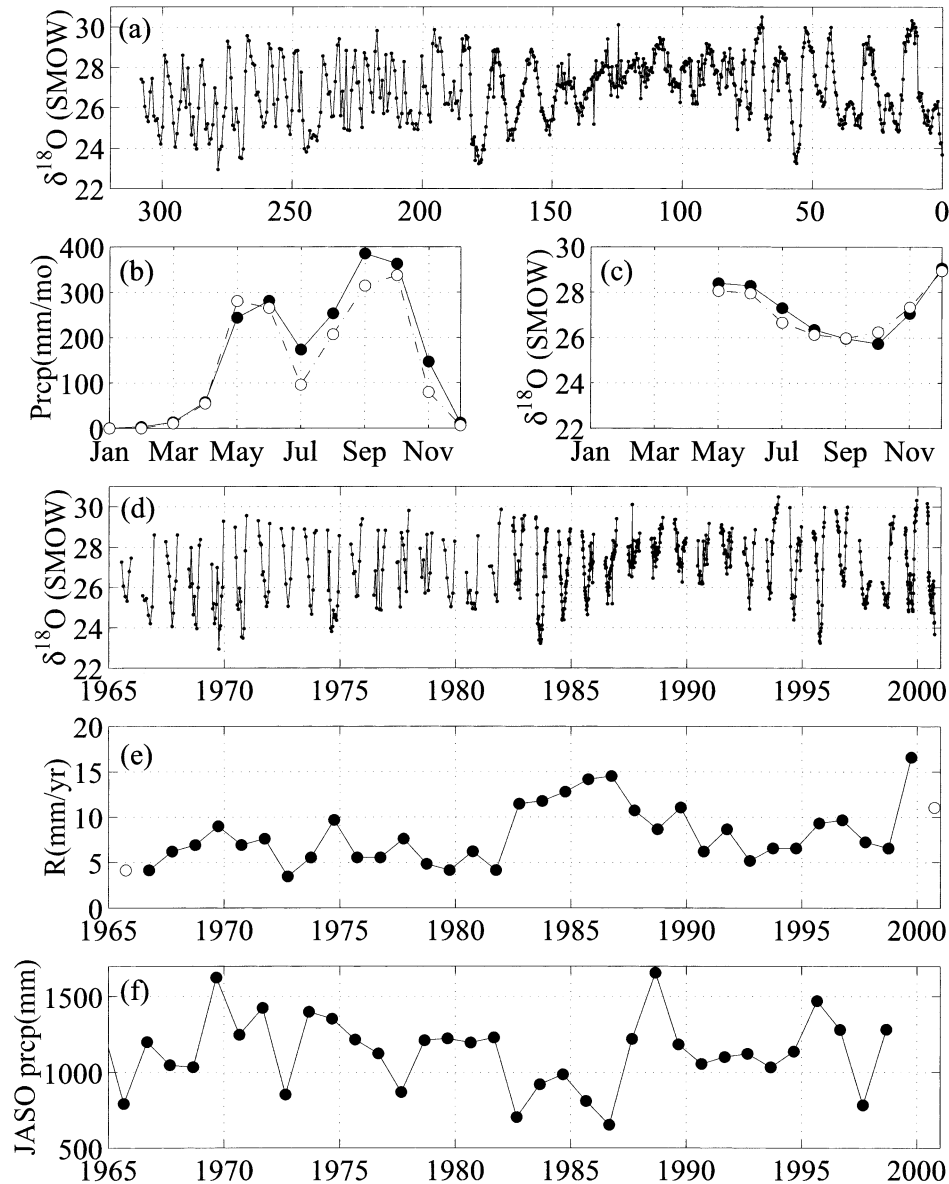 (a)
δ18O (SMOW)
30
28
26
24
22
300 250 200 150 100 50 0
(b)
Prcp(mm/mo)
400
300
200
100
0
Jan Mar May Jul Sep Nov
(c)
δ18O (SMOW)
30
28
26
24
22
Jan Mar May Jul Sep Nov
(d)
δ18O (SMOW)
30
28
26
24
22
1965 1970 1975 1980 1985 1990 1995 2000
(e)
R(mm/yr)
20
15
10
5
0
1965 1970 1975 1980 1985 1990 1995 2000
(f)
JASO prcp(mm)
1500
1000
500
1965 1970 1975 1980 1985 1990 1995 2000